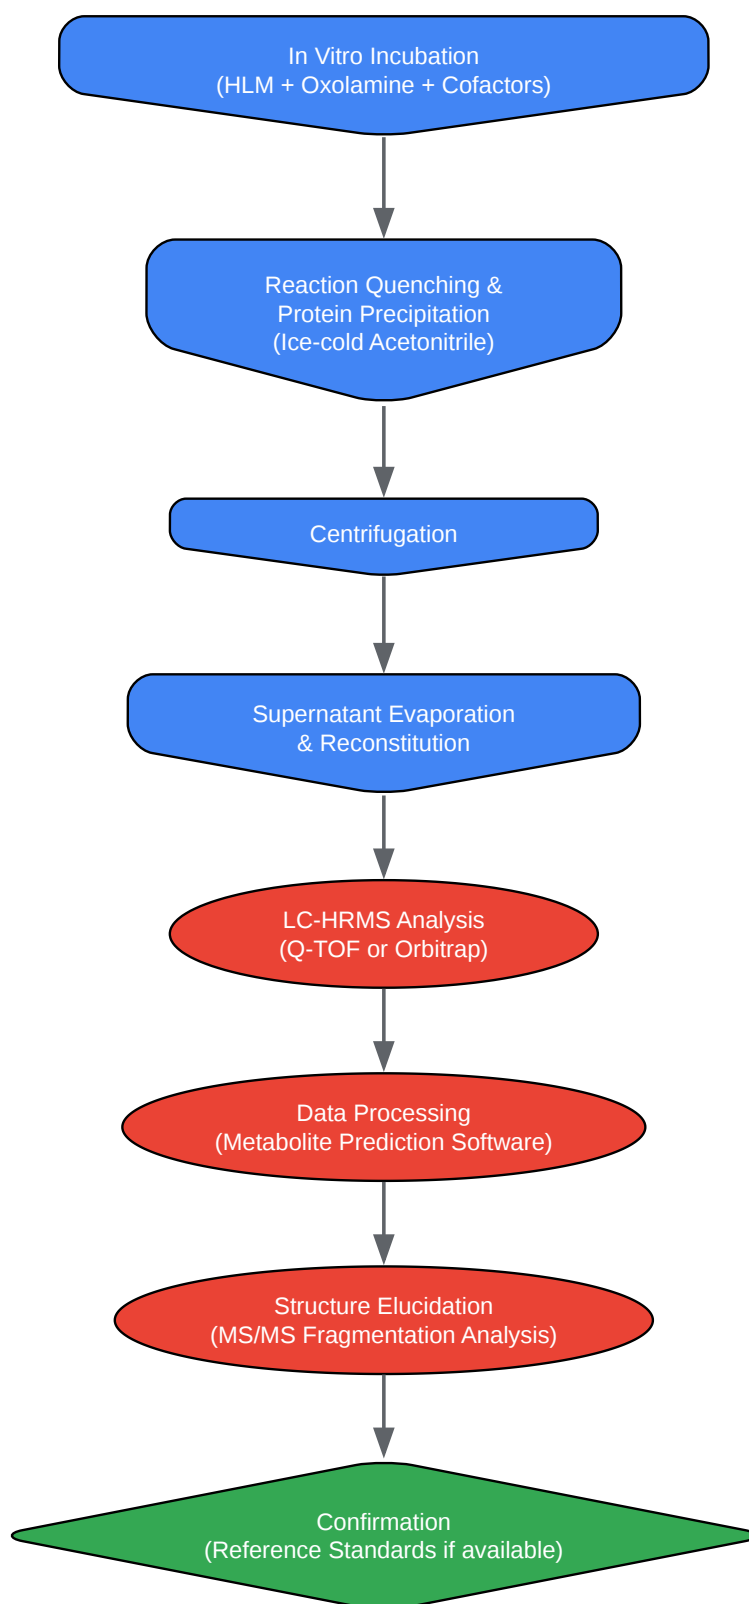 In Vitro Incubation
(HLM + Oxolamine + Cofactors)
Reaction Quenching &
Protein Precipitation
(Ice-cold Acetonitrile)
Centrifugation
Supernatant Evaporation
& Reconstitution
LC-HRMS Analysis
(Q-TOF or Orbitrap)
Data Processing
(Metabolite Prediction Software)
Structure Elucidation
(MS/MS Fragmentation Analysis)
Confirmation
(Reference Standards if available)